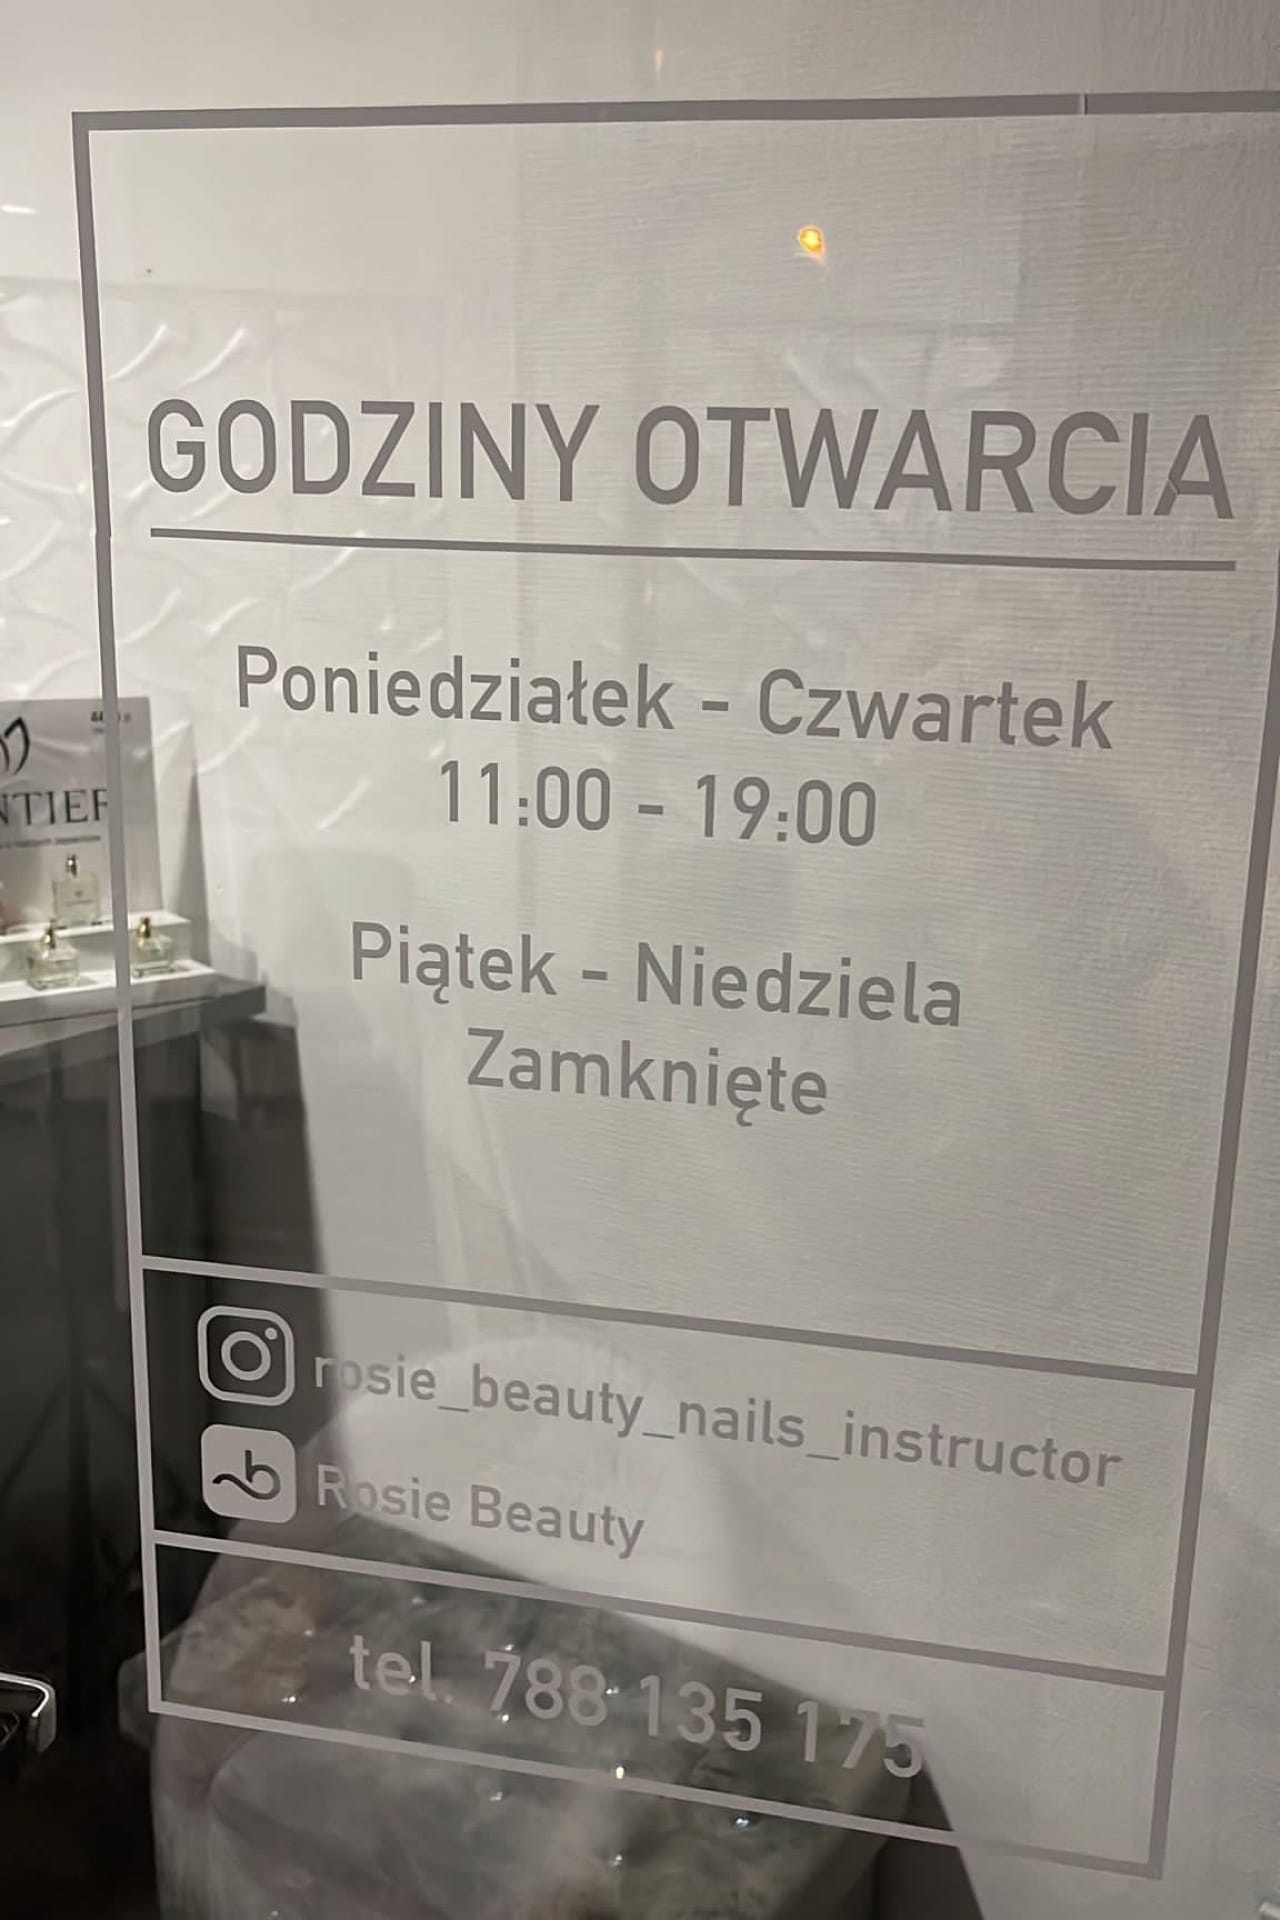 GODZINY OTWARCIA
Poniedziałek - Czwartek
11:00 - 19:00
Piątek - Niedziela
Zamknięte
rosie_beauty_nails_instructor
Rosie Beauty
tel. 788 135 175